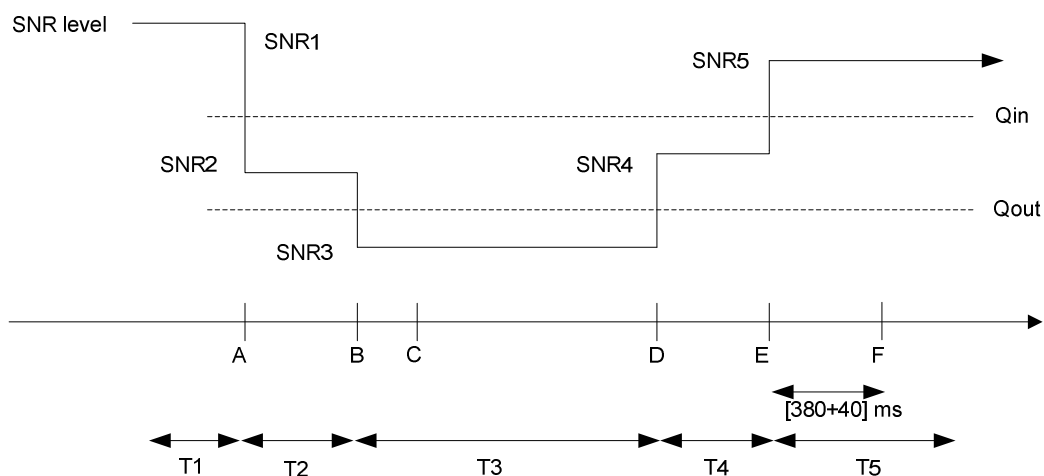 SNR level
SNR1
SNR5
Qin
SNR2
SNR4
Qout
SNR3
A B C D E F
[380+40] ms
T1 T2 T3 T4 T5